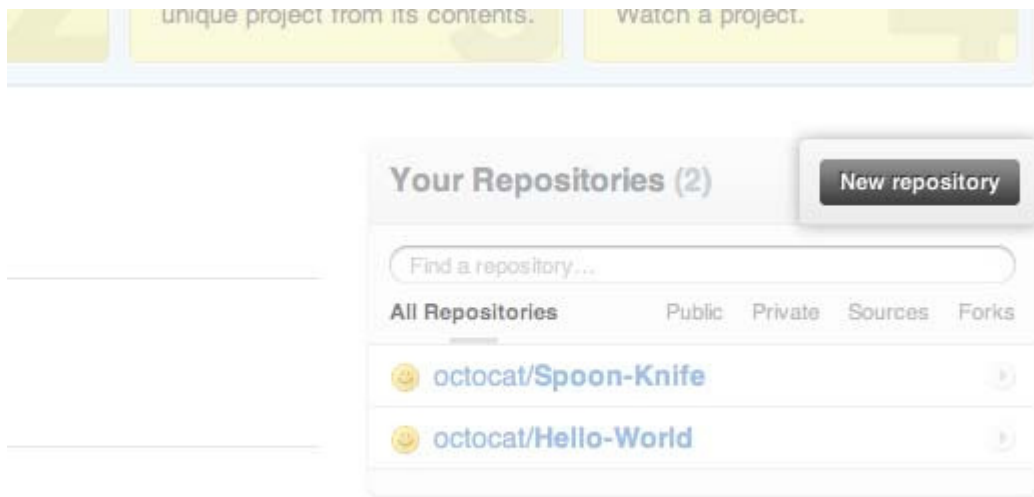 unique project from its contents.
Watch a project.
Your Repositories (2)
New repository
Find a repository...
All Repositories Public Private Sources Forks
octocat/Spoon-Knife
octocat/Hello-World